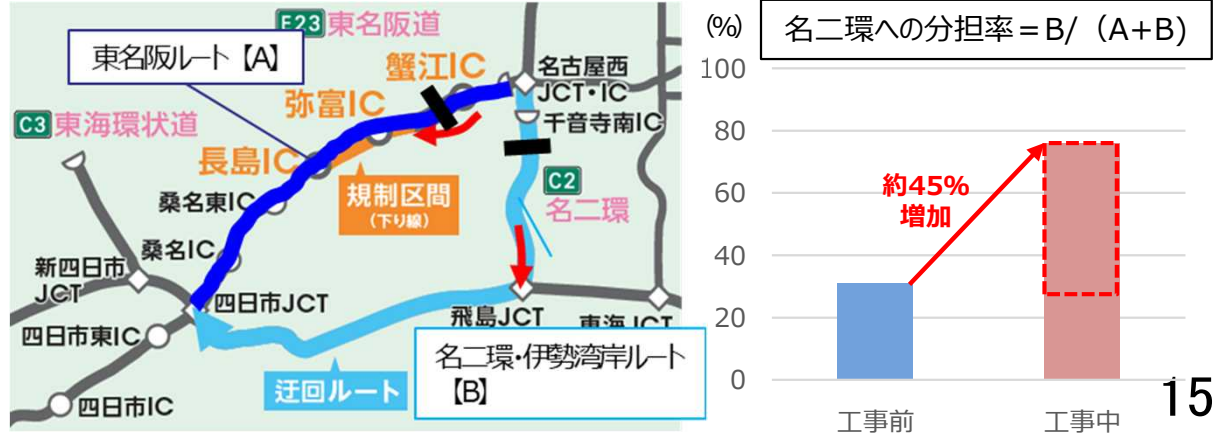 E23 東名阪道
東名阪ルート【A】
蟹江IC
名古屋西
JCT・IC
弥富IC
千音寺南IC
C3 東海環状道
長島IC
規制区間
(下り線)
C2
名二環
桑名東IC
桑名IC
新四日市
JCT
四日市JCT
四日市東IC
飛島JCT
東海JCT
名二環・伊勢湾岸ルート
【B】
迂回ルート
四日市IC
(%)
名二環への分担率＝B/（A+B)
100
80
60
40
20
0
約45%
増加
工事前
工事中
15